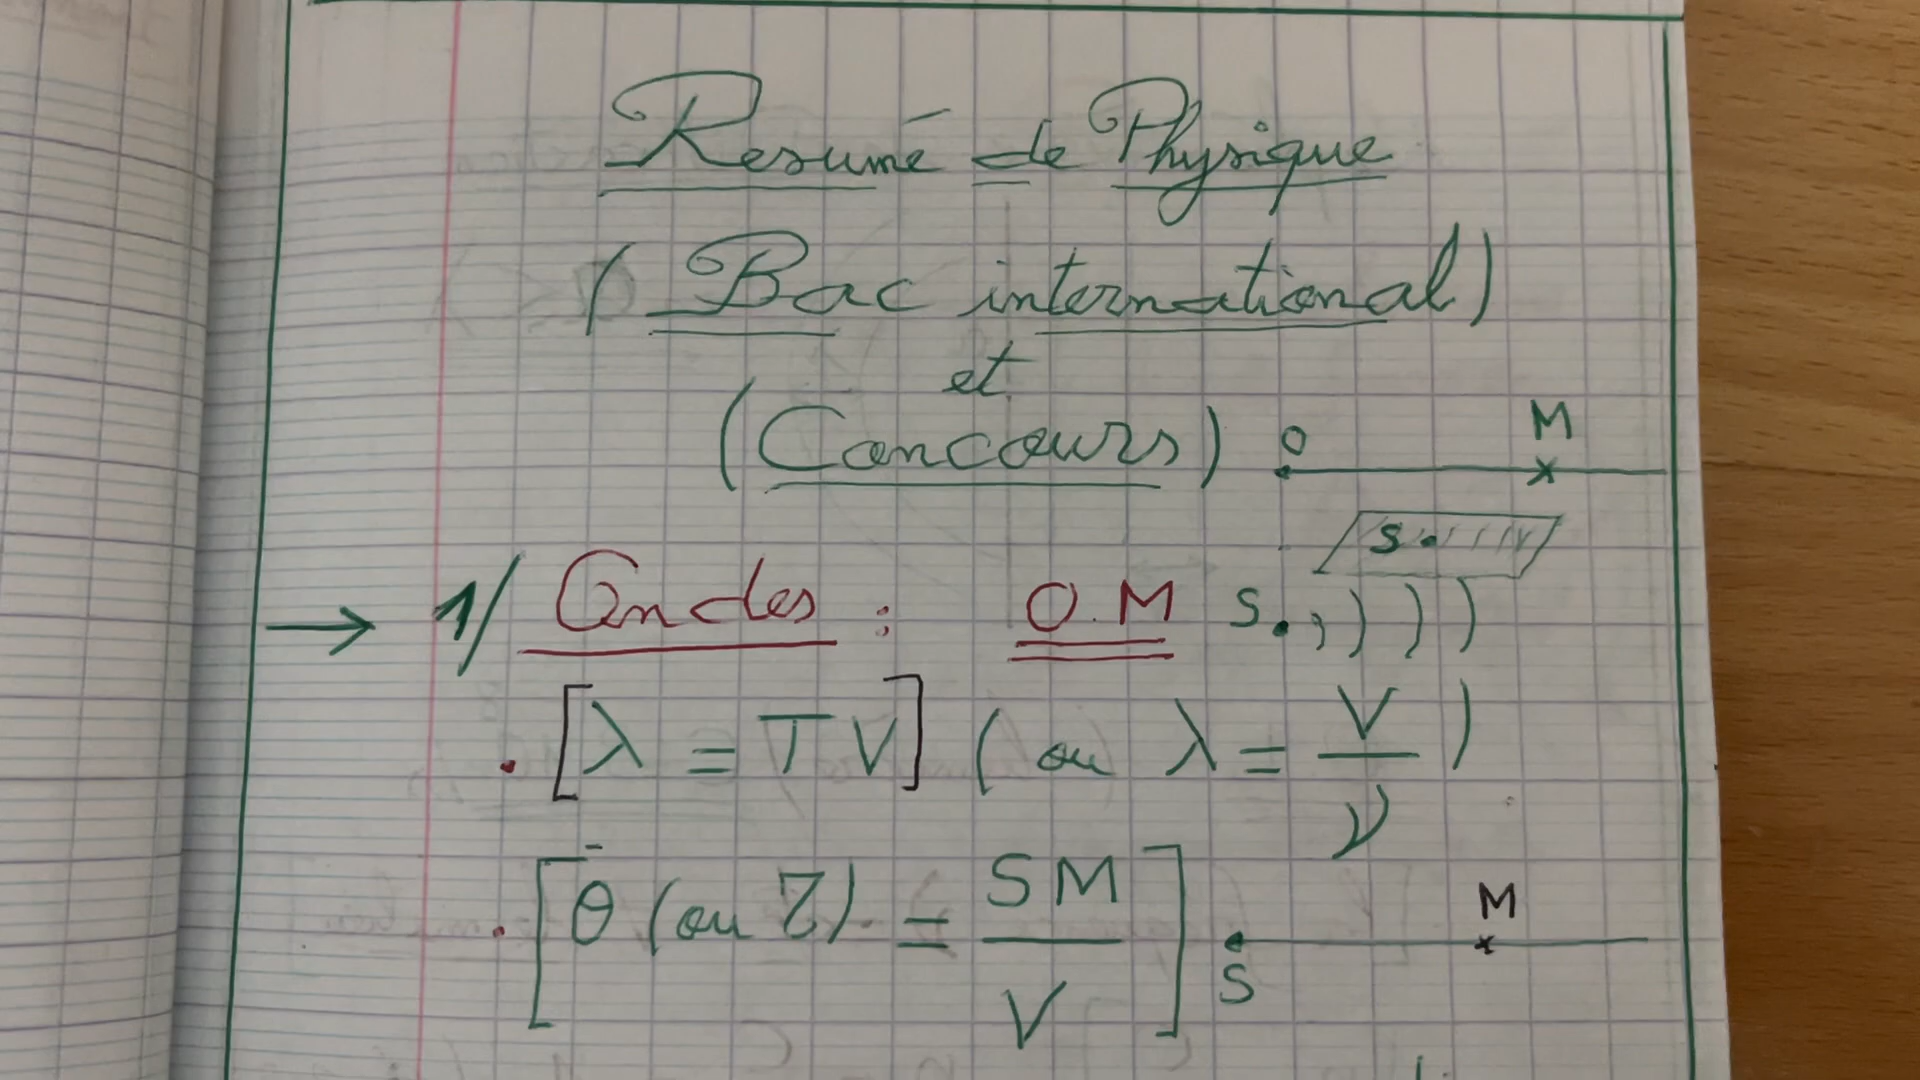 Resumé de Physique
( Bac international)
et
(Concours)
O M
S.
1/ Ondes : O.M S.
. [λ = TV] (ou λ = V/ν)
. [θ (ou τ) = SM/V]
S M